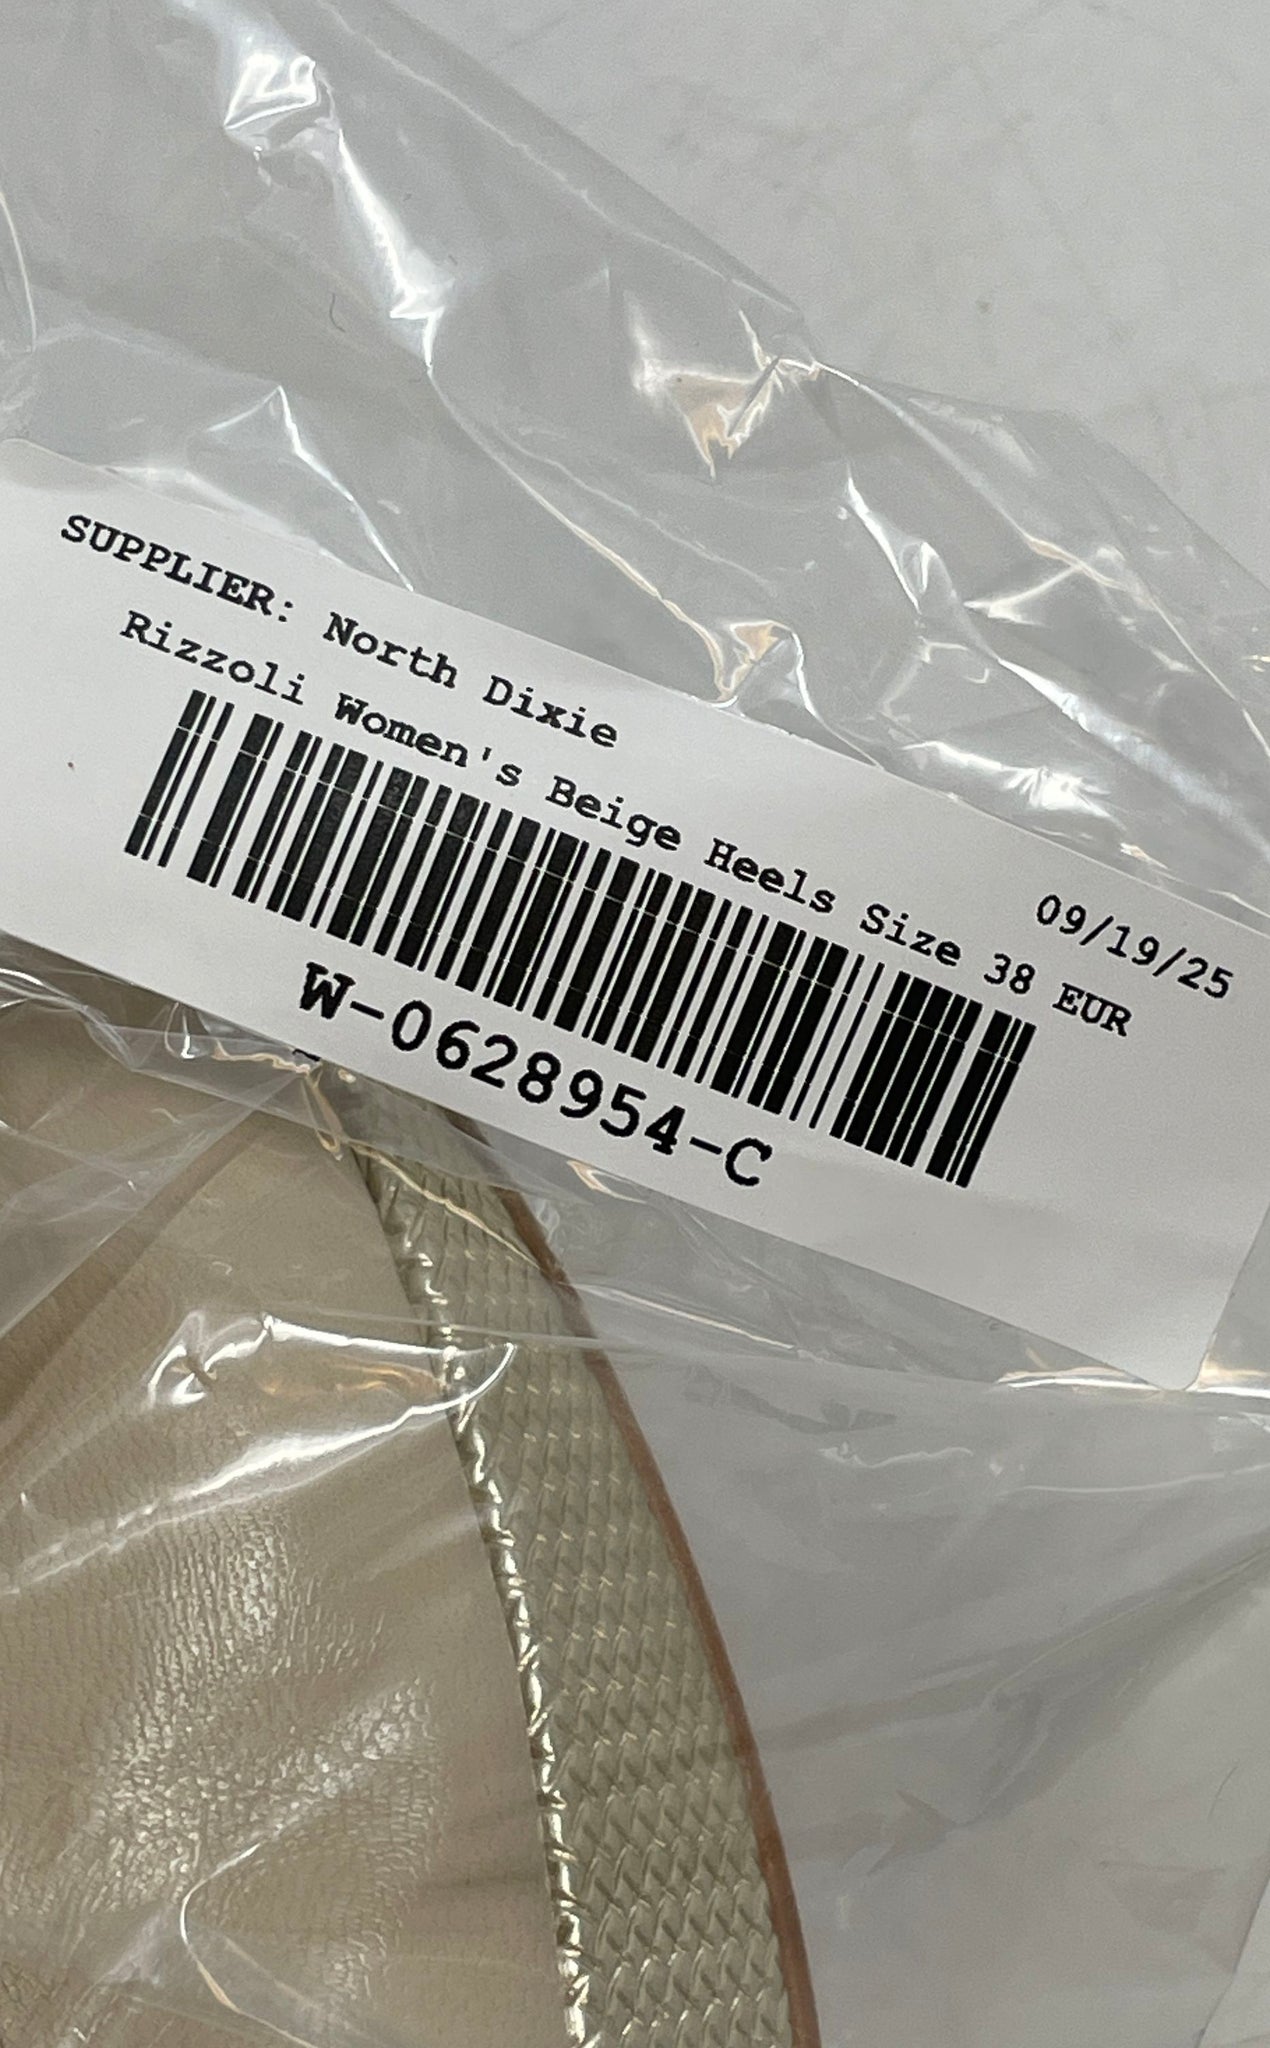 SUPPLIER: North Dixie
09/19/25
Rizzoli Women's Beige Heels Size 38 EUR
W-0628954-C